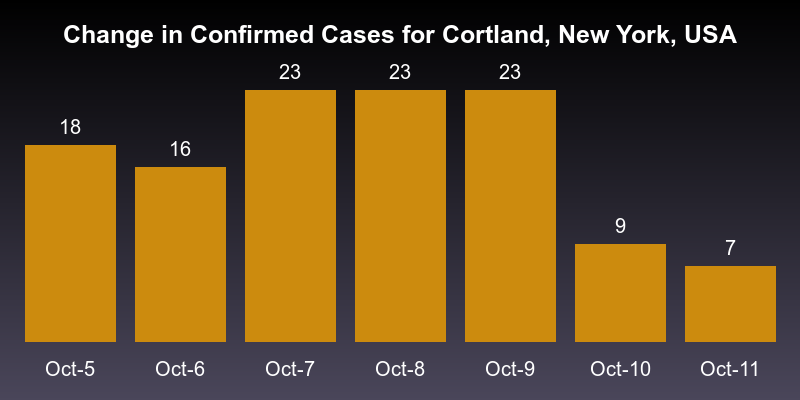 Change in Confirmed Cases for Cortland, New York, USA
23 23 23
18
16
9
7
Oct-5 Oct-6 Oct-7 Oct-8 Oct-9 Oct-10 Oct-11